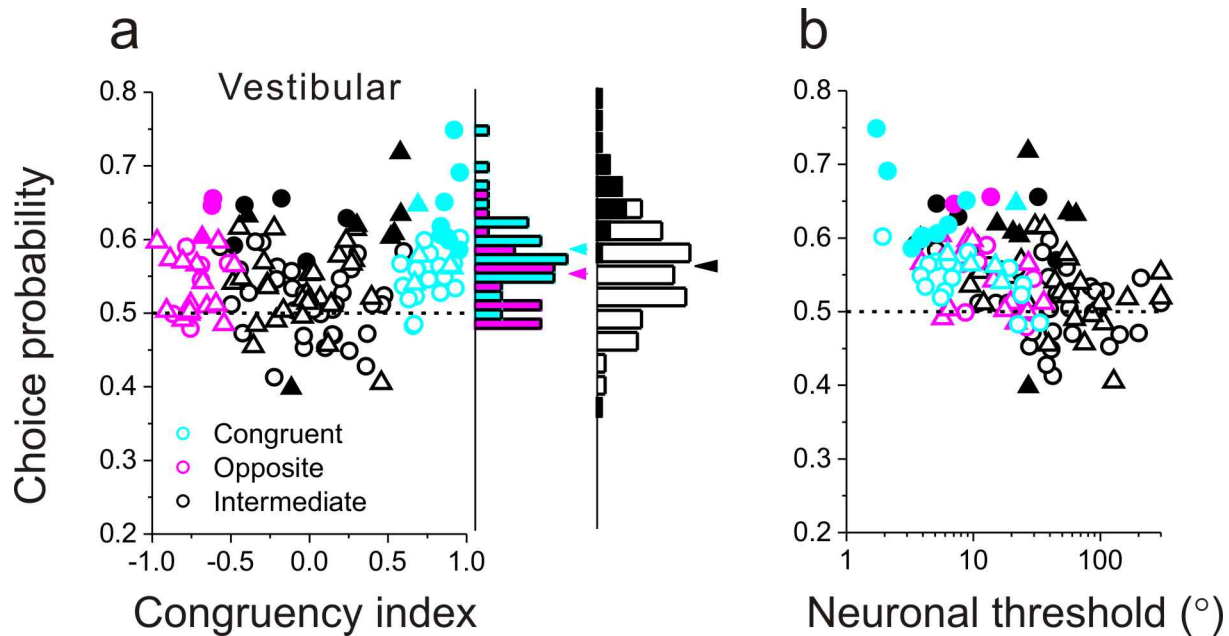 a
b
Vestibular
Choice probability
0.8
0.7
0.6
0.5
0.4
0.3
0.2
Congruent
Opposite
Intermediate
-1.0 -0.5 0.0 0.5 1.0
Congruency index
0.8
0.7
0.6
0.5
0.4
0.3
0.2
1 10 100
Neuronal threshold (°)